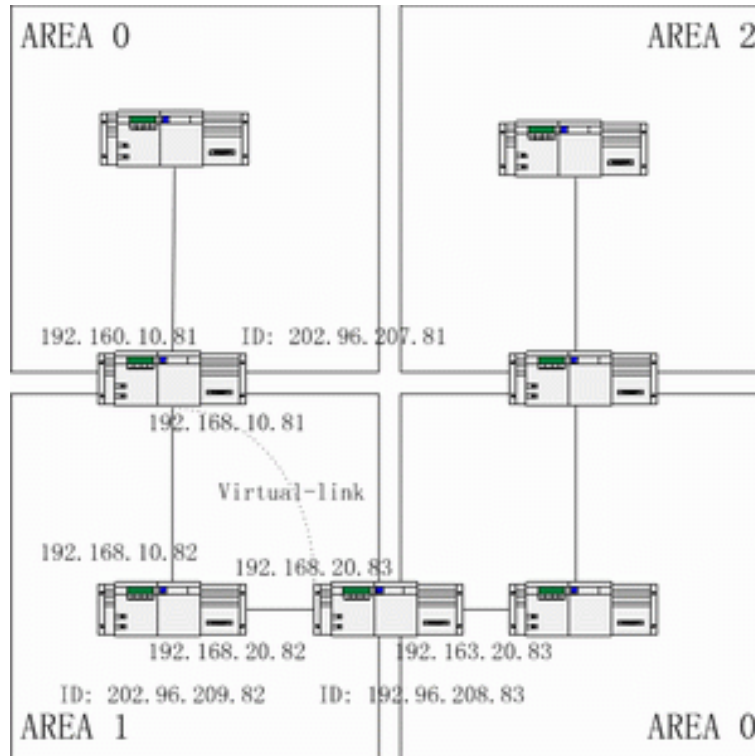 AREA 0
AREA 2
192.160.10.81
ID: 202.96.207.81
192.168.10.81
Virtual-link
192.168.10.82
192.168.20.83
192.168.20.82
192.163.20.83
ID: 202.96.209.82
ID: 192.96.208.83
AREA 1
AREA 0